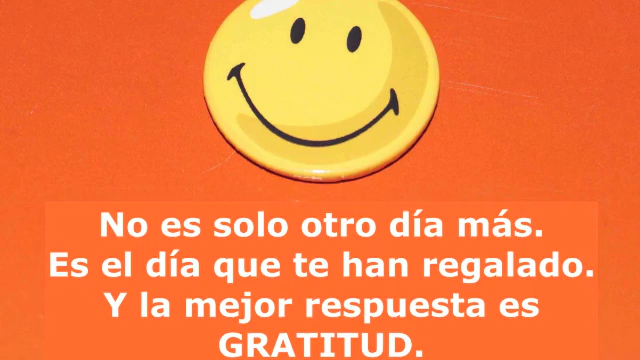 No es solo otro día más.
Es el día que te han regalado.
Y la mejor respuesta es
GRATITUD.